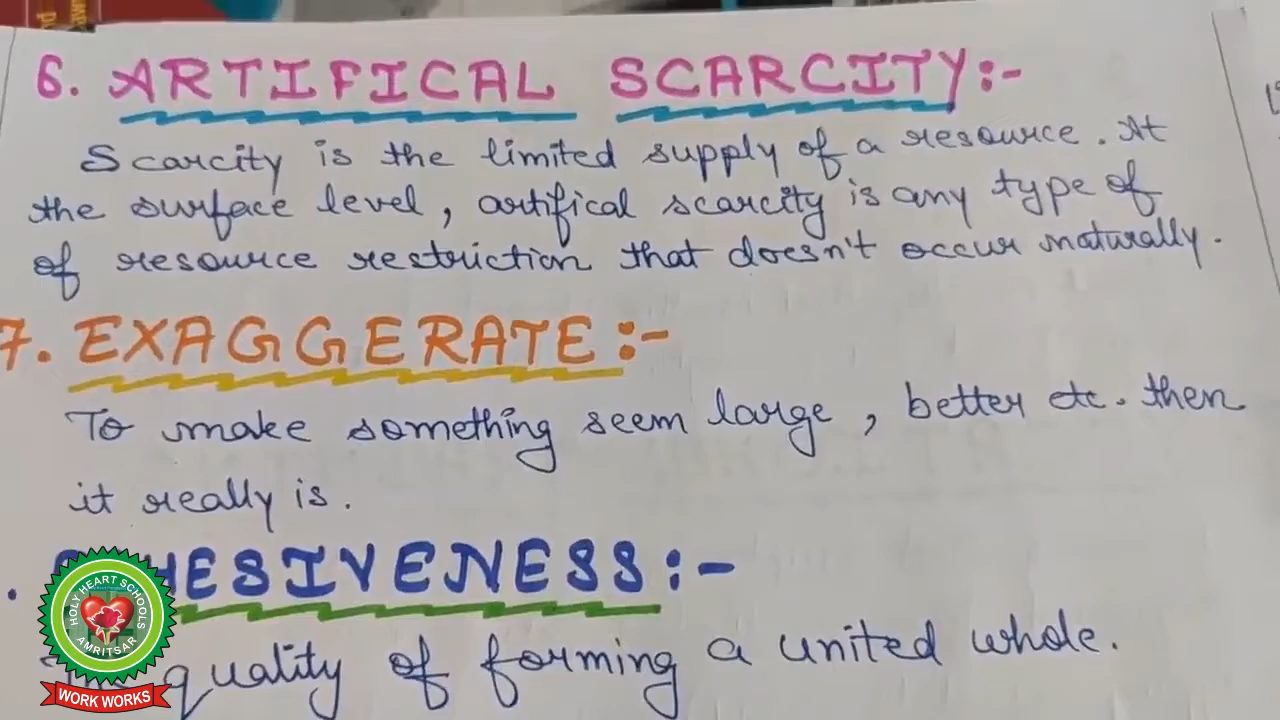 6. ARTIFICAL SCARCITY:-
Scarcity is the limited supply of a resource. At
the surface level, artifical scarcity is any type of
of resource restriction that doesn't occur naturally.
7. EXAGGERATE:-
To make something seem large, better etc. then
it really is.
HESIVENESS:-
quality of forming a united whole.
HOLY HEART SCHOOLS
AMRITSAR
WORK WORKS